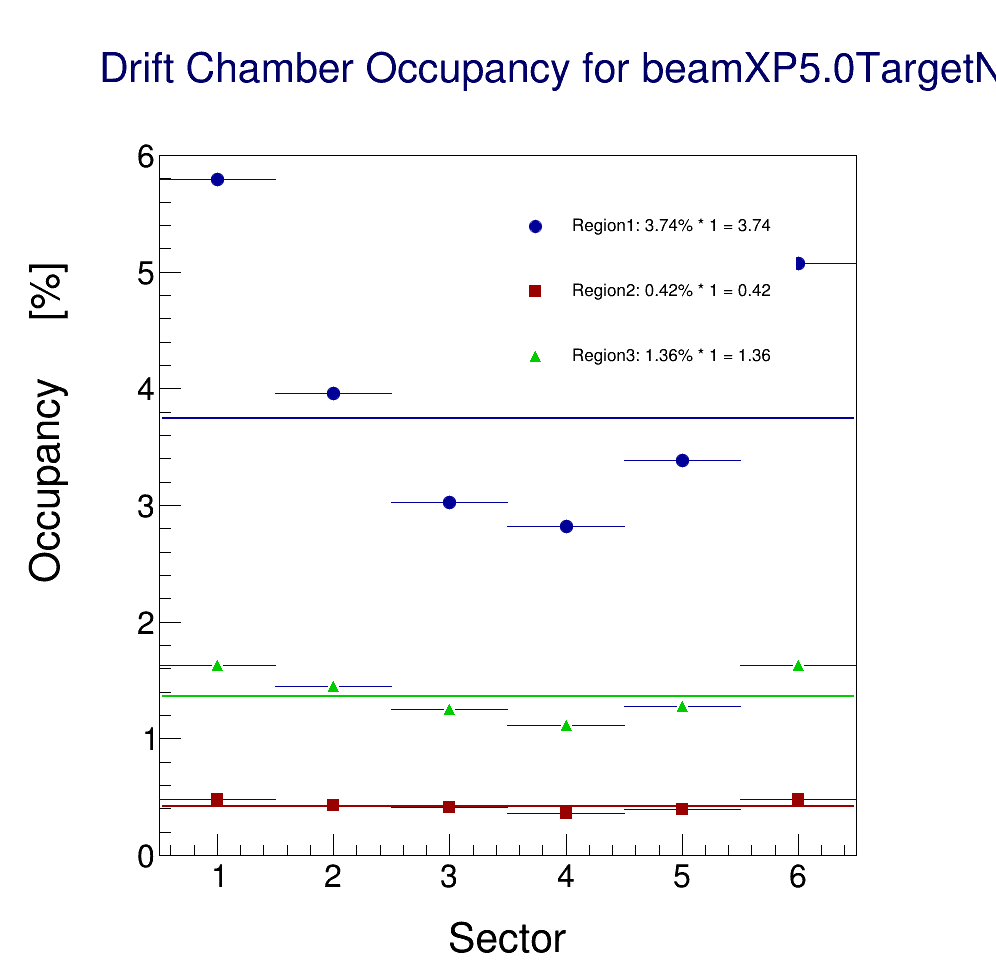 Drift Chamber Occupancy for beamXP5.0TargetN
6
5
4
3
2
1
0
Occupancy [%]
Region1: 3.74% * 1 = 3.74
Region2: 0.42% * 1 = 0.42
Region3: 1.36% * 1 = 1.36
1 2 3 4 5 6
Sector